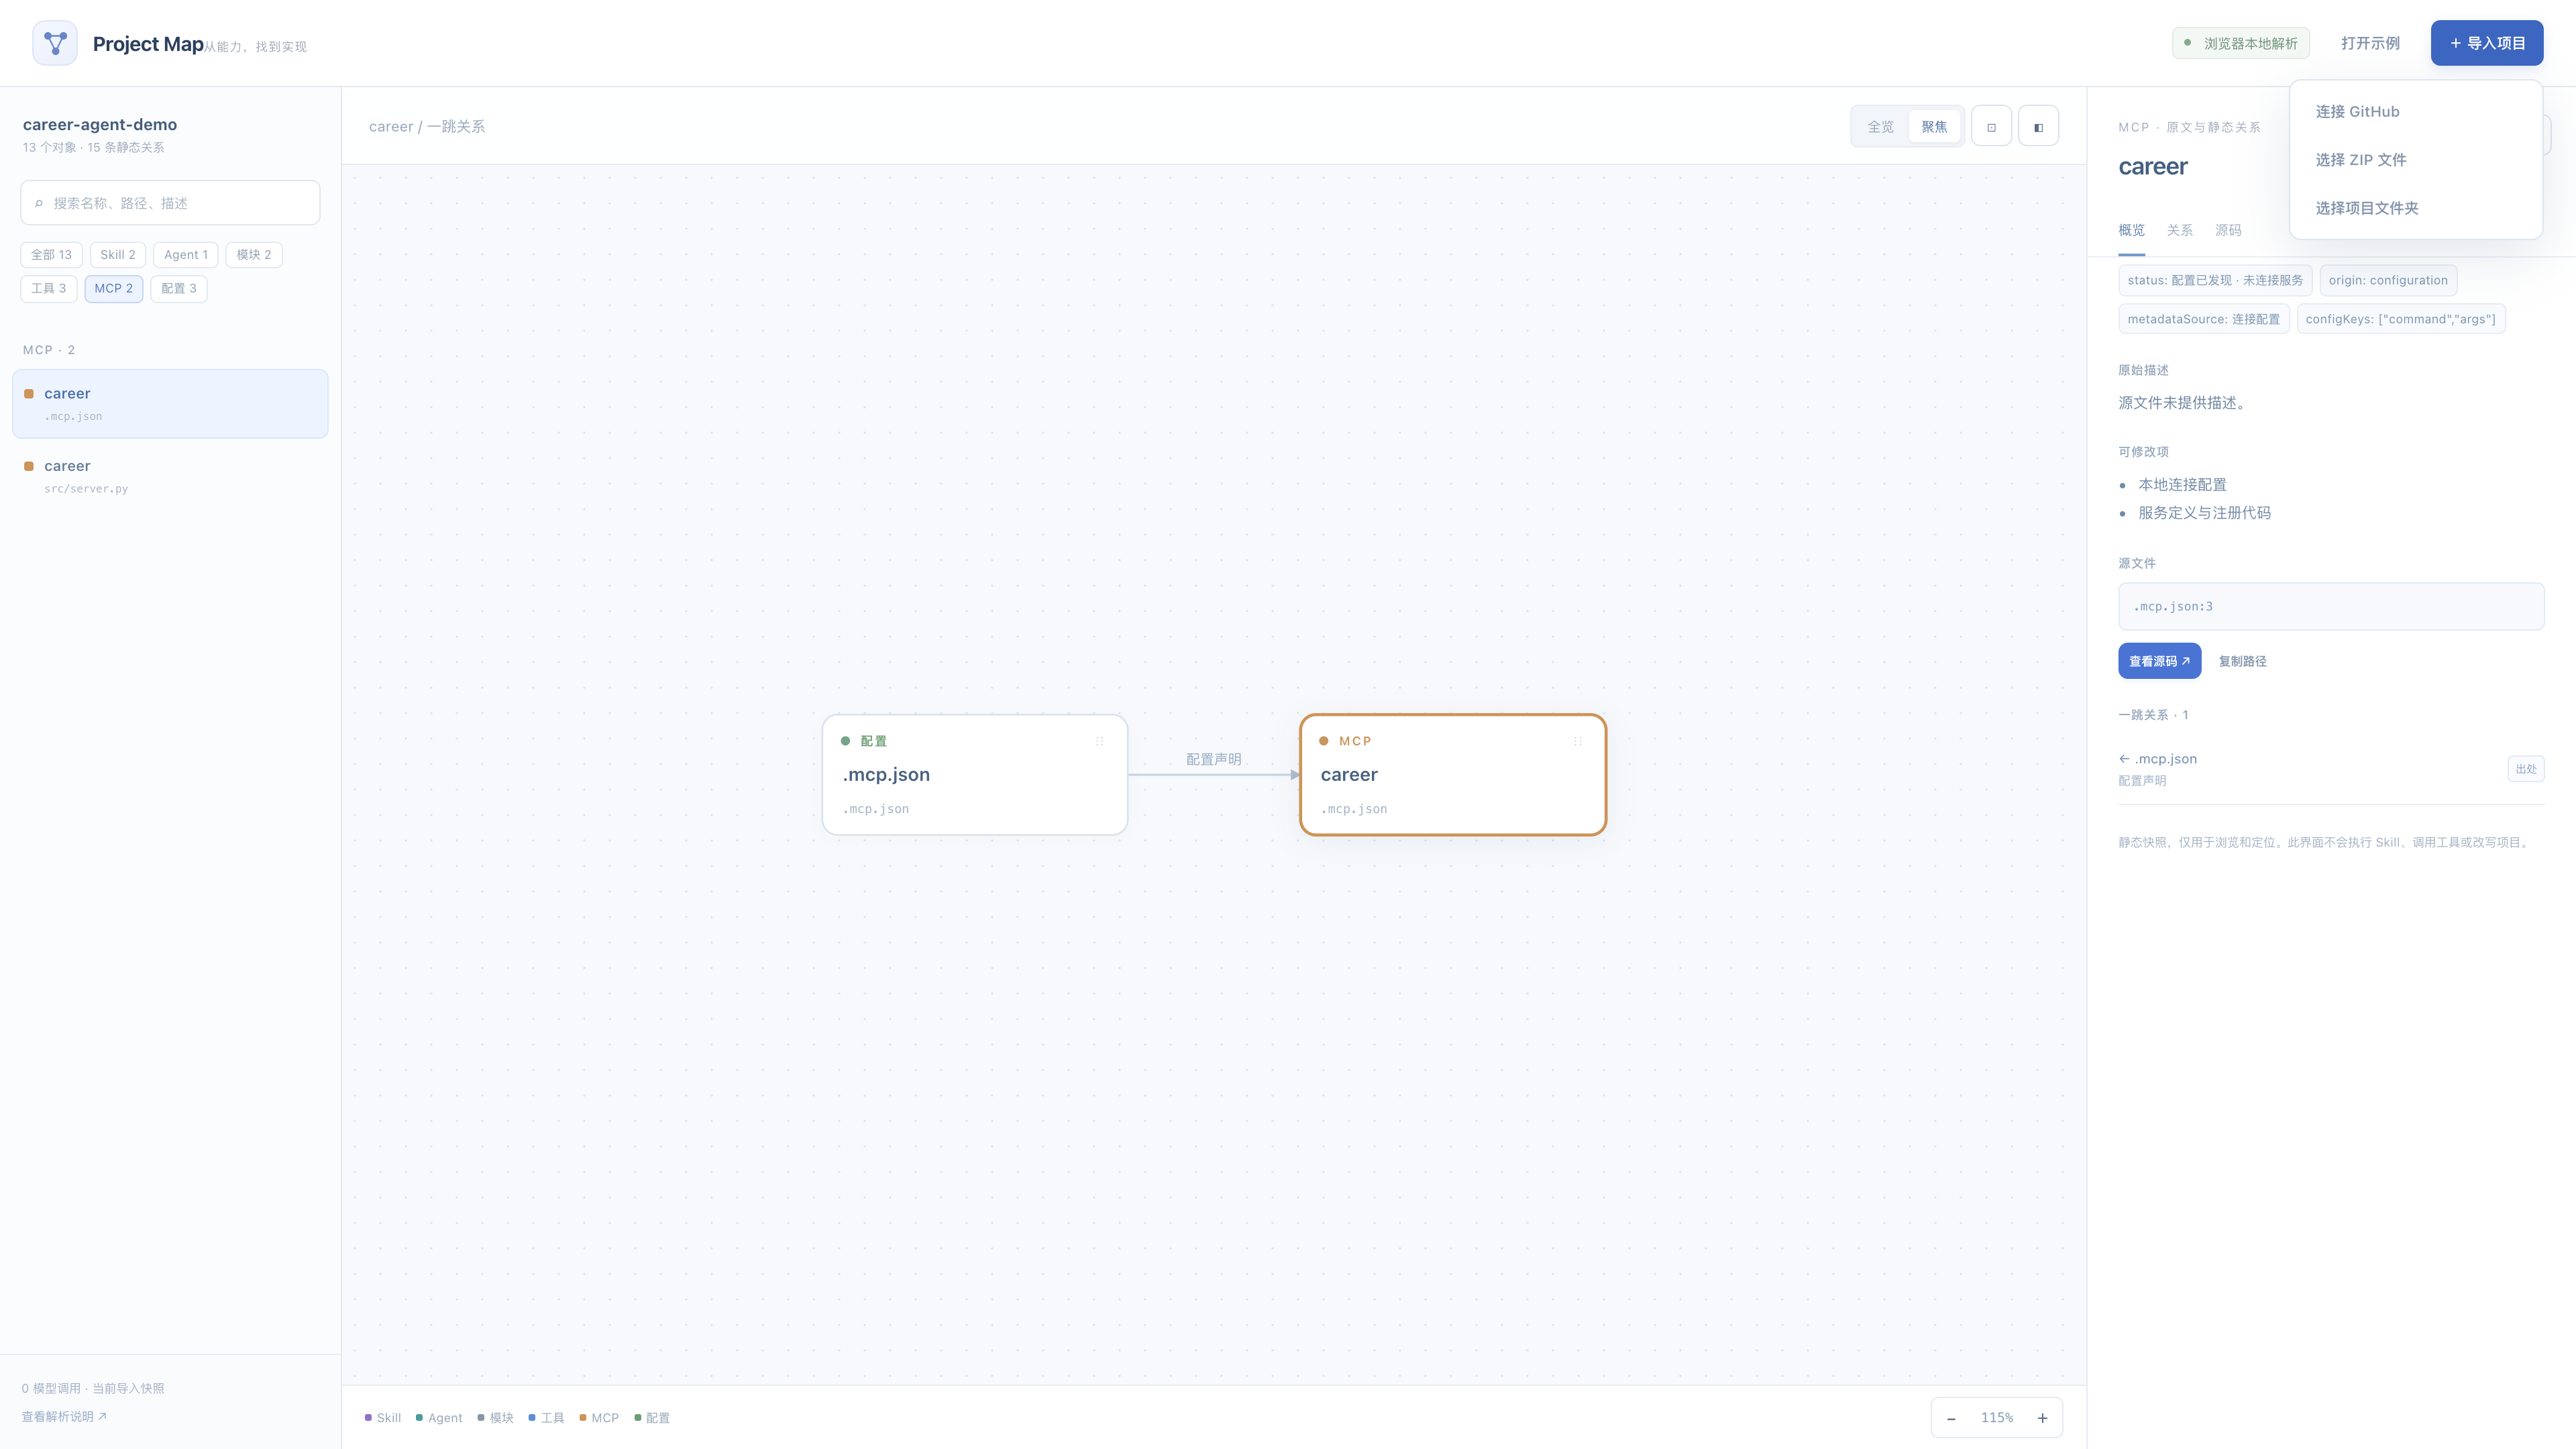 Project Map从能力，找到实现
浏览器本地解析
打开示例
+ 导入项目
连接 GitHub
选择 ZIP 文件
选择项目文件夹
career-agent-demo
13 个对象 · 15 条静态关系
搜索名称、路径、描述
全部 13
Skill 2
Agent 1
模块 2
工具 3
MCP 2
配置 3
MCP · 2
career
.mcp.json
career
src/server.py
0 模型调用 · 当前导入快照
查看解析说明 ↗
career / 一跳关系
全览
聚焦
配置
.mcp.json
.mcp.json
配置声明
MCP
career
.mcp.json
Skill
Agent
模块
工具
MCP
配置
− 115% +
MCP · 原文与静态关系
career
概览
关系
源码
status: 配置已发现 · 未连接服务
origin: configuration
metadataSource: 连接配置
configKeys: ["command","args"]
原始描述
源文件未提供描述。
可修改项
• 本地连接配置
• 服务定义与注册代码
源文件
.mcp.json:3
查看源码 ↗
复制路径
一跳关系 · 1
← .mcp.json
配置声明
出处
静态快照，仅用于浏览和定位。此界面不会执行 Skill、调用工具或改写项目。